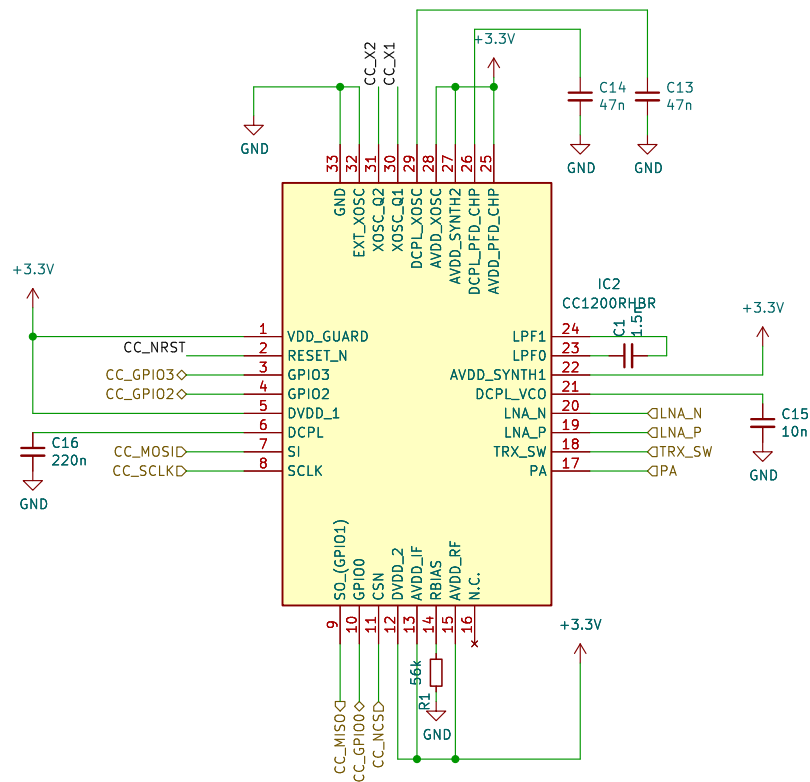 +3.3V
CC_X2
CC_X1
C14
47n
C13
47n
GND
GND
GND
33
32
31
30
29
28
27
26
25
GND
EXT_XOSC
XOSC_Q2
XOSC_Q1
DCPL_XOSC
AVDD_XOSC
AVDD_SYNTH2
DCPL_PFD_CHP
AVDD_PFD_CHP
IC2
CC1200RHBR
+3.3V
+3.3V
C1
1.5n
1
VDD_GUARD
LPF1
24
CC_NRST
2
RESET_N
LPF0
23
CC_GPIO3
3
GPIO3
AVDD_SYNTH1
22
CC_GPIO2
4
GPIO2
DCPL_VCO
21
5
DVDD_1
LNA_N
20
LNA_N
C15
10n
6
DCPL
LNA_P
19
LNA_P
C16
220n
CC_MOSI
7
SI
TRX_SW
18
TRX_SW
CC_SCLK
8
SCLK
PA
17
PA
GND
GND
SO_(GPIO1)
GPIO0
CSN
DVDD_2
AVDD_IF
RBIAS
AVDD_RF
N.C.
9
10
11
12
13
14
15
16
+3.3V
56k
R1
GND
CC_MISO
CC_GPIO0
CC_NCS